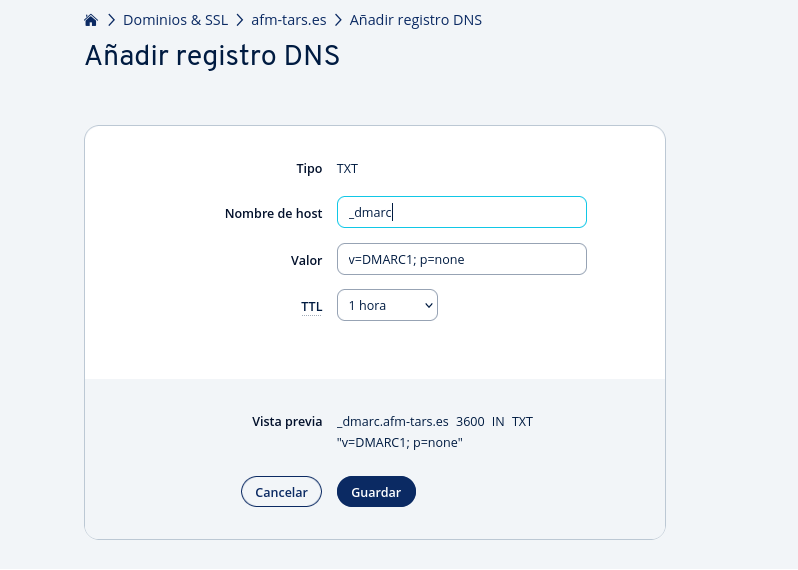 Dominios & SSL > afm-tars.es > Añadir registro DNS
Añadir registro DNS
Tipo TXT
Nombre de host _dmarc
Valor v=DMARC1; p=none
TTL 1 hora
Vista previa _dmarc.afm-tars.es 3600 IN TXT
"v=DMARC1; p=none"
Cancelar Guardar